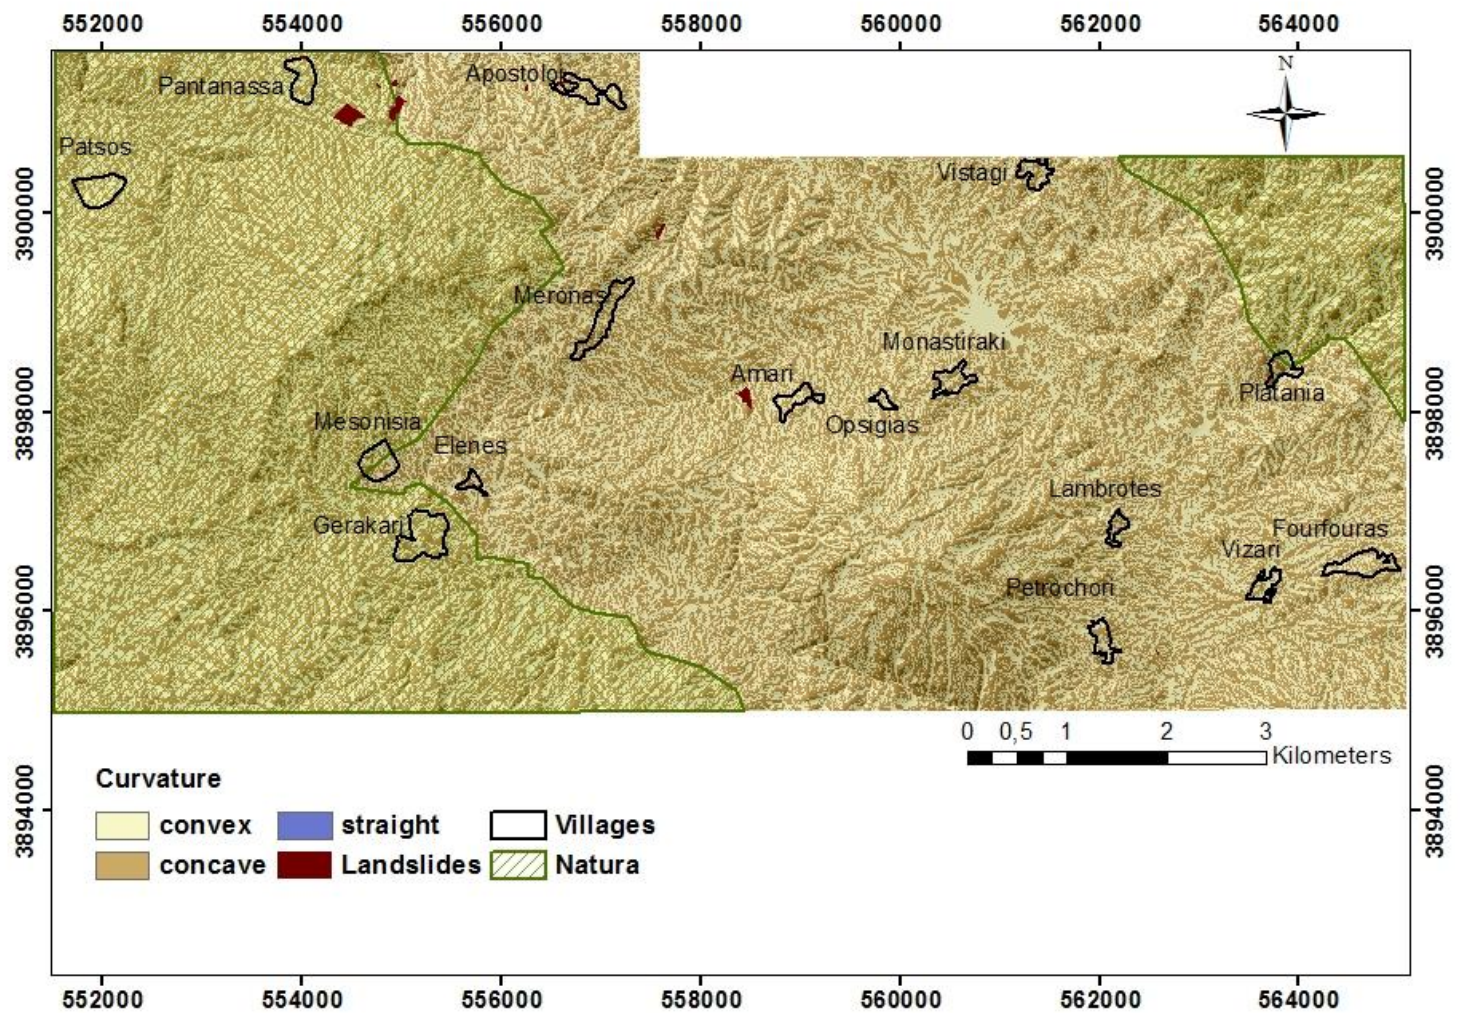 552000 554000 556000 558000 560000 562000 564000
N
Pantanassa
Apostoloi
Patsos
Vistagi
3900000
3900000
Meronas
Monastiraki
Amari
Platania
3898000
3898000
Mesonisia
Opsigias
Elenes
Lambrotes
Gerakari
Fourfouras
Vizari
Petrochori
3896000
3896000
0 0,5 1 2 3
Kilometers
Curvature
convex straight Villages
concave Landslides Natura
3894000
3894000
552000 554000 556000 558000 560000 562000 564000